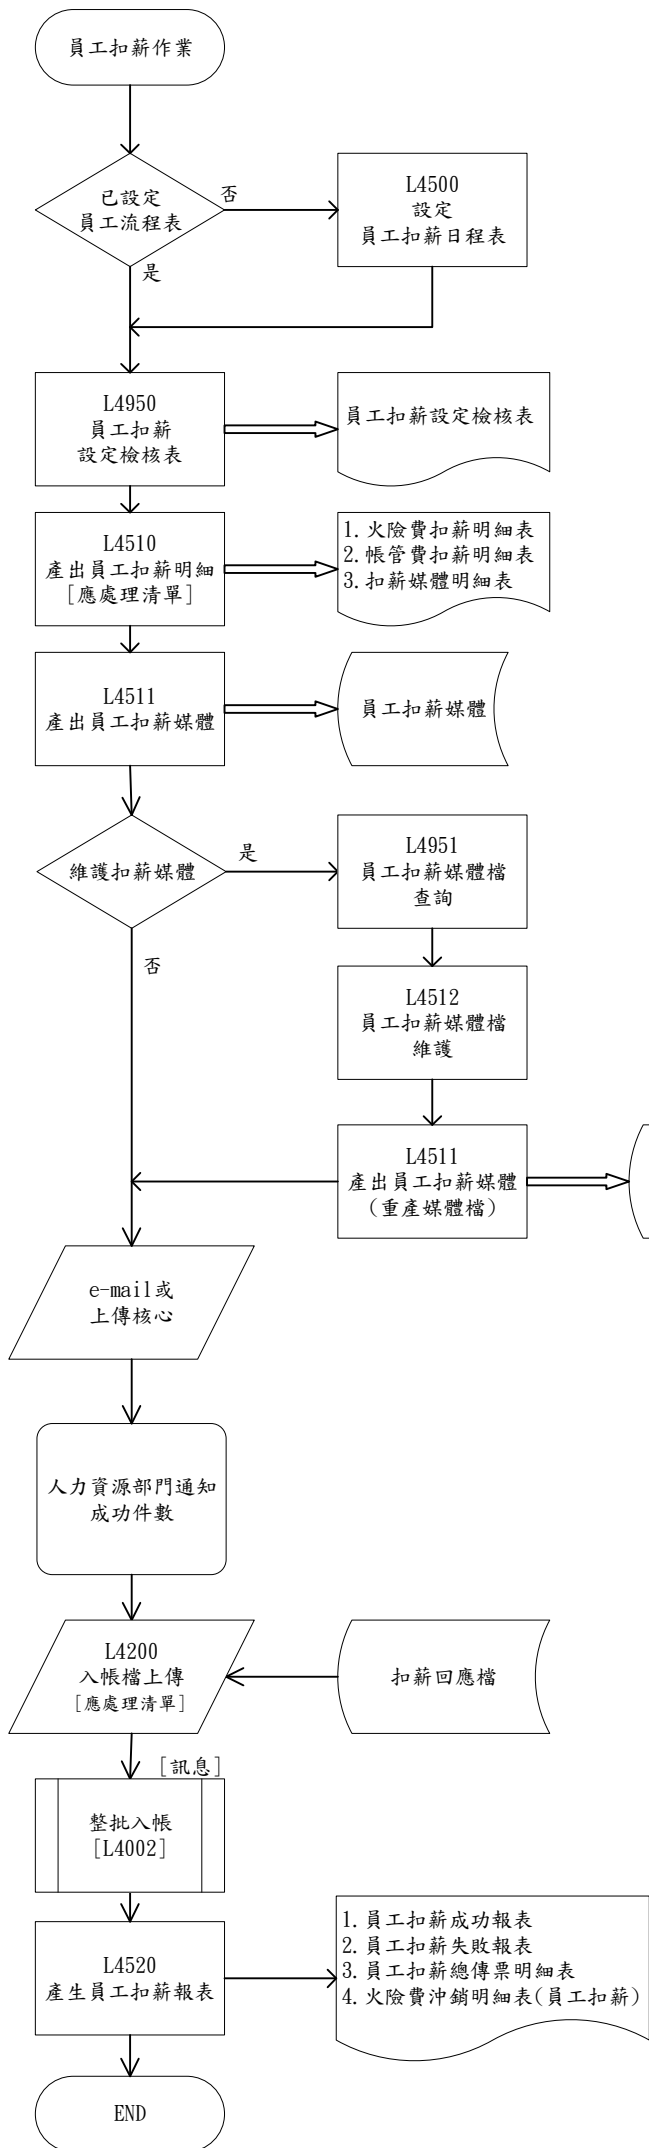 員工扣薪作業
已設定
員工流程表
否
L4500
設定
員工扣薪日程表
是
L4950
員工扣薪
設定檢核表
員工扣薪設定檢核表
L4510
產出員工扣薪明細
[應處理清單]
1.火險費扣薪明細表
2.帳管費扣薪明細表
3.扣薪媒體明細表
L4511
產出員工扣薪媒體
員工扣薪媒體
維護扣薪媒體
是
L4951
員工扣薪媒體檔
查詢
否
L4512
員工扣薪媒體檔
維護
L4511
產出員工扣薪媒體
(重產媒體檔)
e-mail或
上傳核心
人力資源部門通知
成功件數
L4200
入帳檔上傳
[應處理清單]
扣薪回應檔
[訊息]
整批入帳
[L4002]
L4520
產生員工扣薪報表
1.員工扣薪成功報表
2.員工扣薪失敗報表
3.員工扣薪總傳票明細表
4.火險費沖銷明細表(員工扣薪)
END